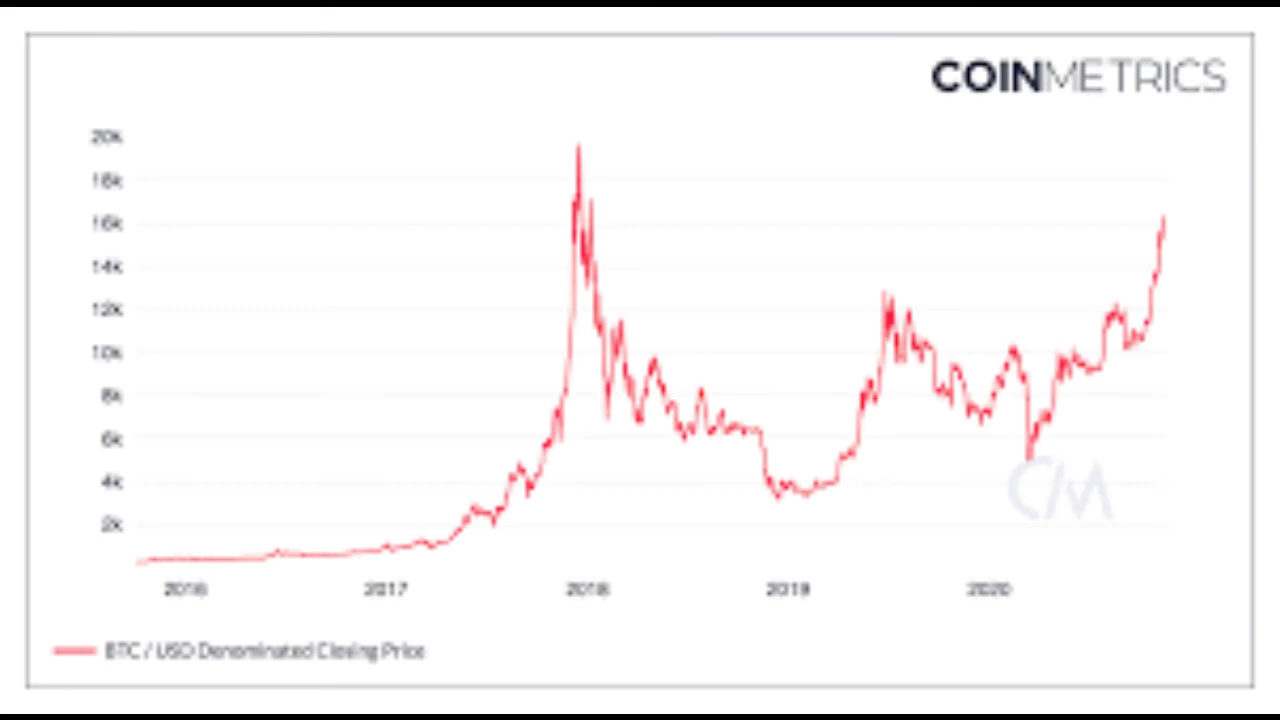 COINMETRICS
20k
18k
16k
14k
12k
10k
8k
6k
4k
2k
CM
2016 2017 2018 2019 2020
BTC / USD Denominated Closing Price